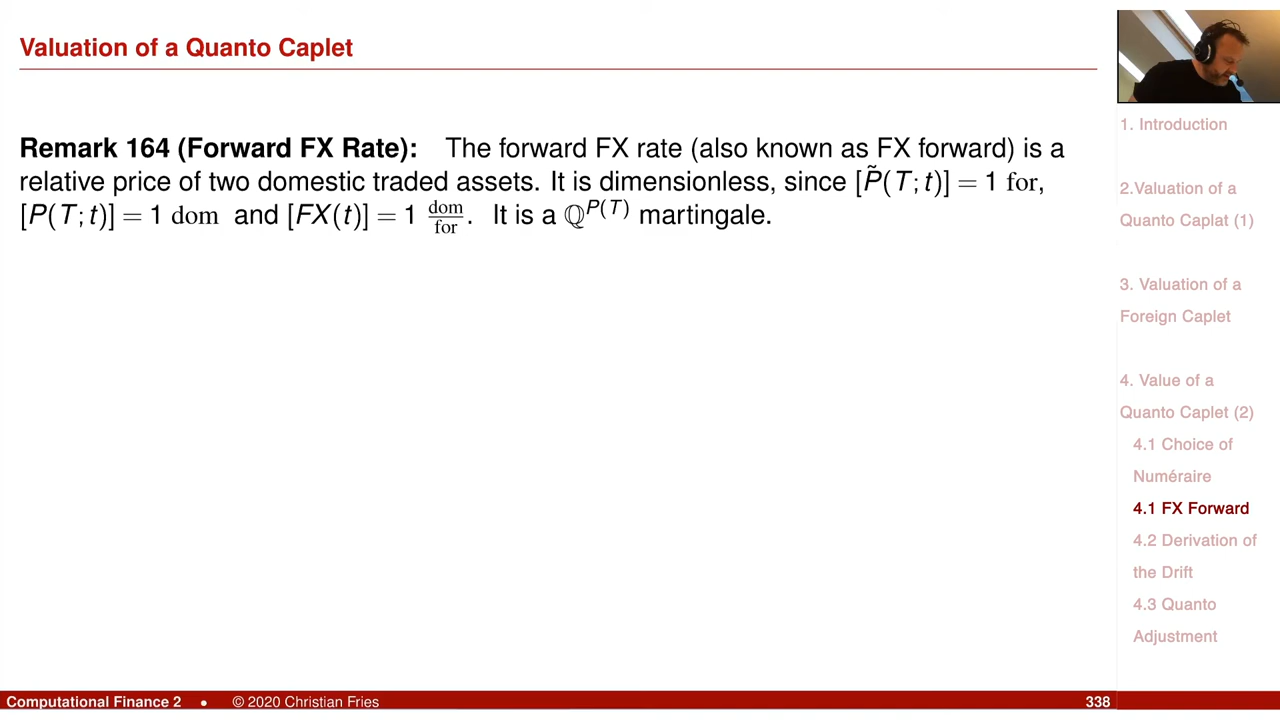 Valuation of a Quanto Caplet
Remark 164 (Forward FX Rate): The forward FX rate (also known as FX forward) is a
relative price of two domestic traded assets. It is dimensionless, since [P̃(T;t)] = 1 for,
[P(T;t)] = 1 dom and [FX(t)] = 1 dom/for. It is a ℚ^P(T) martingale.
1. Introduction
2.Valuation of a
Quanto Caplat (1)
3. Valuation of a
Foreign Caplet
4. Value of a
Quanto Caplet (2)
4.1 Choice of
Numéraire
4.1 FX Forward
4.2 Derivation of
the Drift
4.3 Quanto
Adjustment
Computational Finance 2 • © 2020 Christian Fries 338